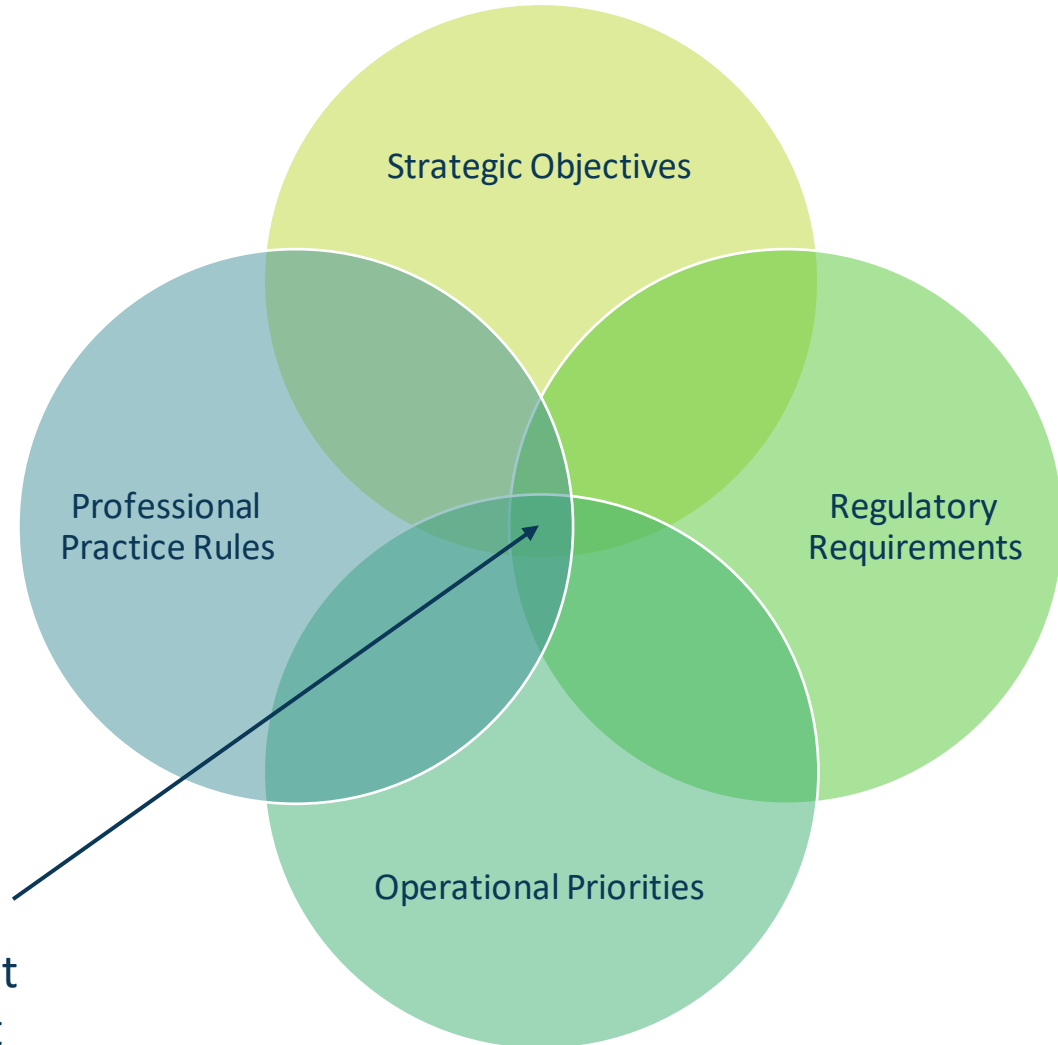 Strategic Objectives
Professional
Practice Rules
Regulatory
Requirements
Operational Priorities